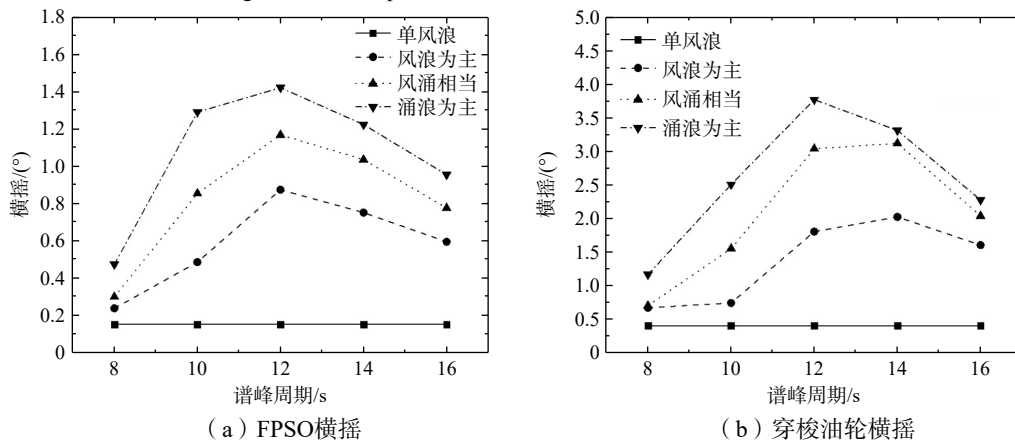 单风浪
风浪为主
风涌相当
涌浪为主
横摇/(°)
1.8
1.6
1.4
1.2
1.0
0.8
0.6
0.4
0.2
0
8 10 12 14 16
谱峰周期/s
(a)FPSO横摇
单风浪
风浪为主
风涌相当
涌浪为主
横摇/(°)
5.0
4.5
4.0
3.5
3.0
2.5
2.0
1.5
1.0
0.5
0
8 10 12 14 16
谱峰周期/s
(b)穿梭油轮横摇